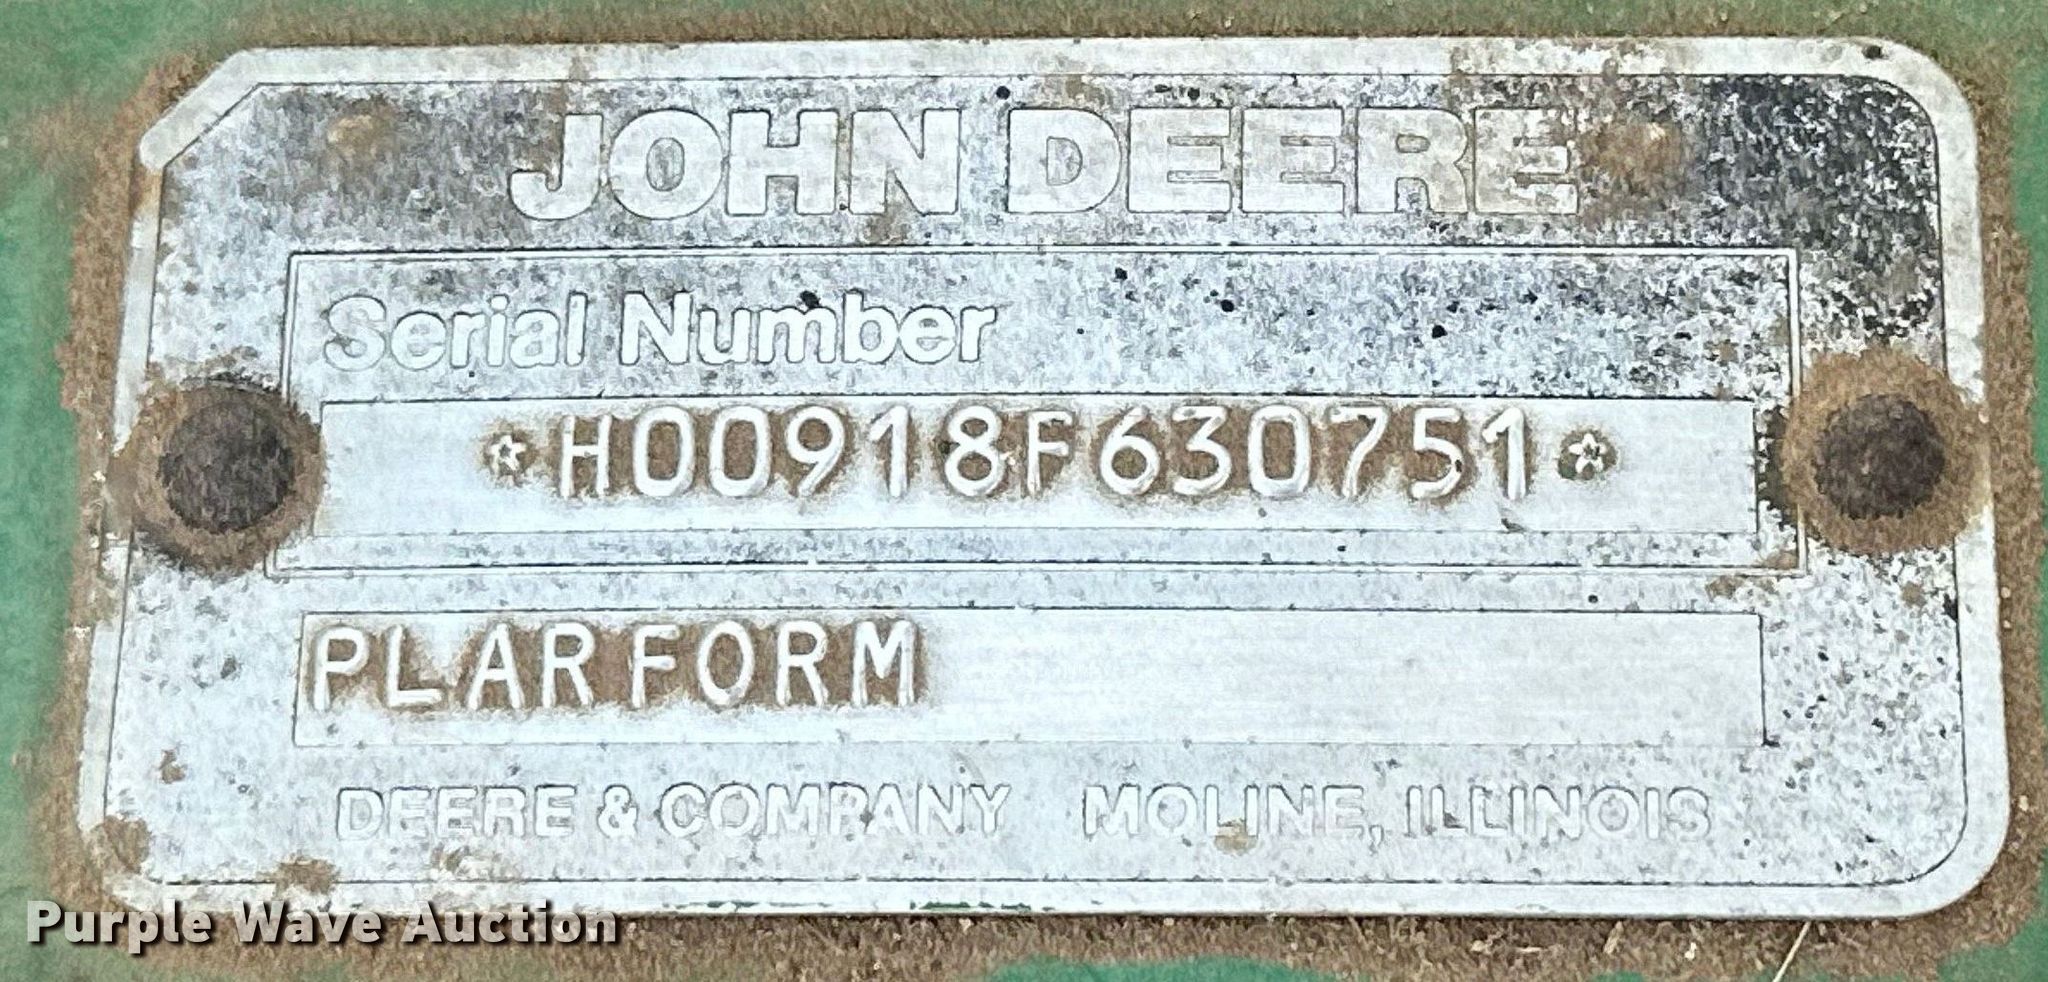 JOHN DEERE
Serial Number
☆H00918F630751☆
PLARFORM
DEERE & COMPANY MOLINE, ILLINOIS
Purple Wave Auction